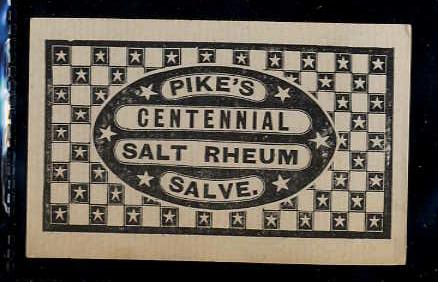 PIKE'S
CENTENNIAL
SALT RHEUM
SALVE.